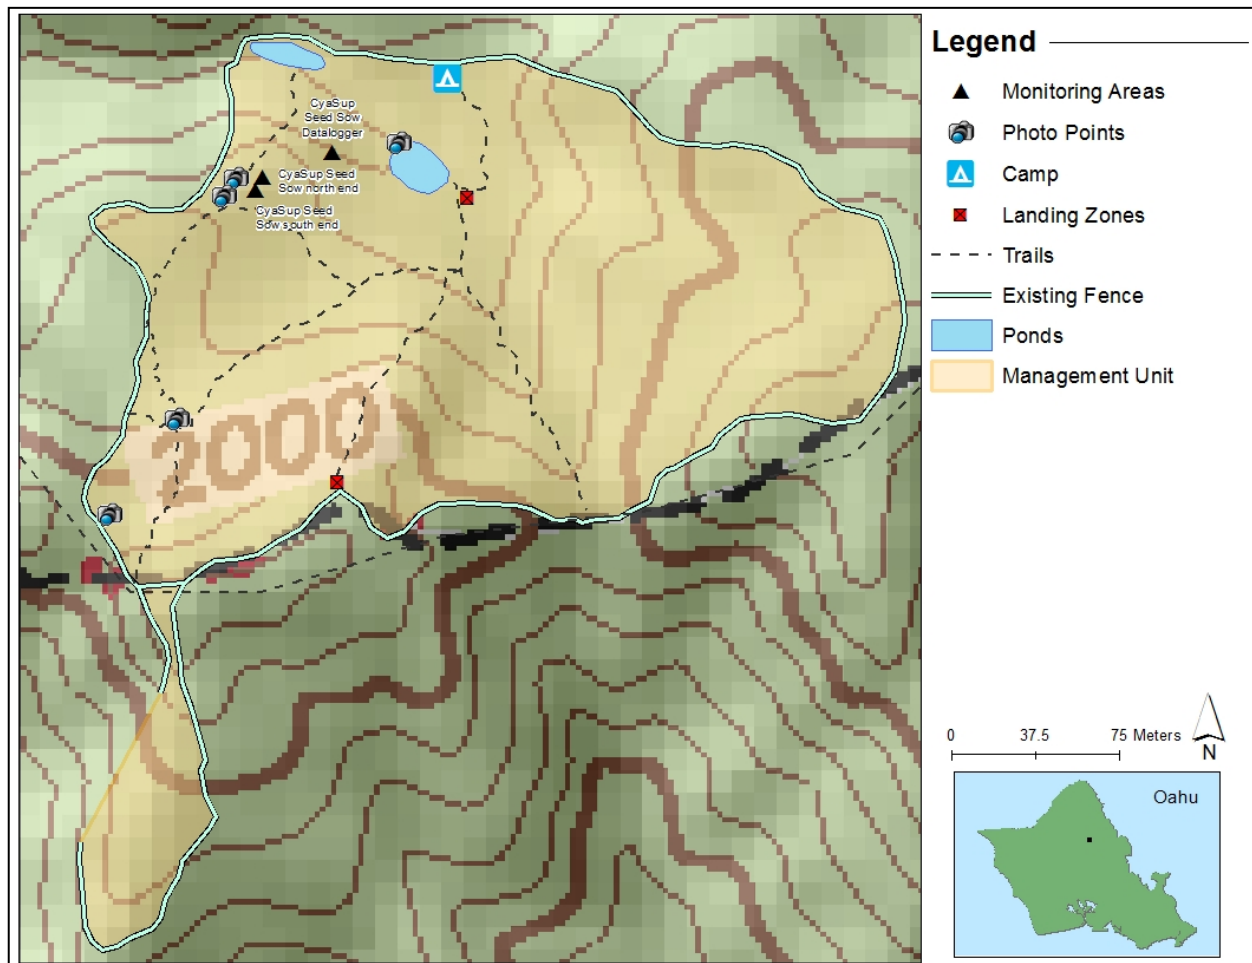 CyaSup
Seed Sow
Datalogger
CyaSup Seed
Sow north end
CyaSup Seed
Sow south end
2000
Legend
Monitoring Areas
Photo Points
Camp
Landing Zones
Trails
Existing Fence
Ponds
Management Unit
0 37.5 75 Meters
N
Oahu